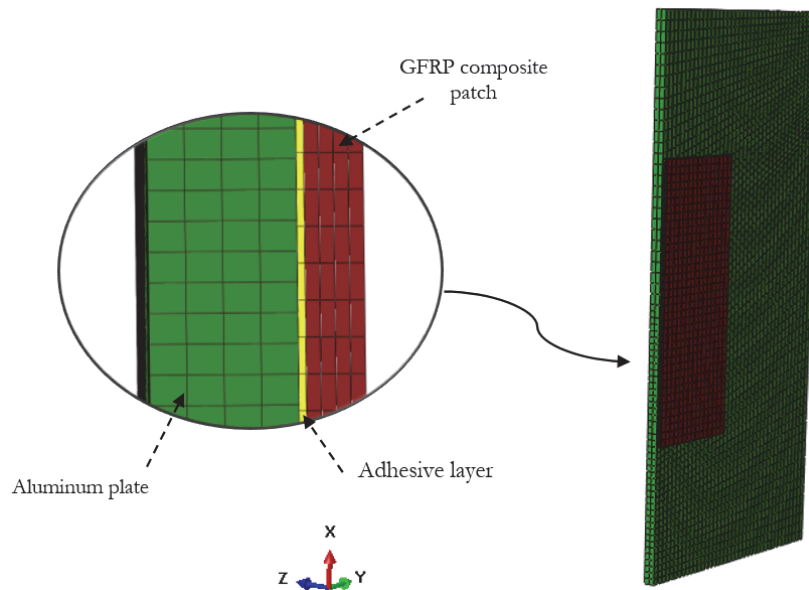 GFRP composite
patch
Aluminum plate
Adhesive layer
X
Z
Y